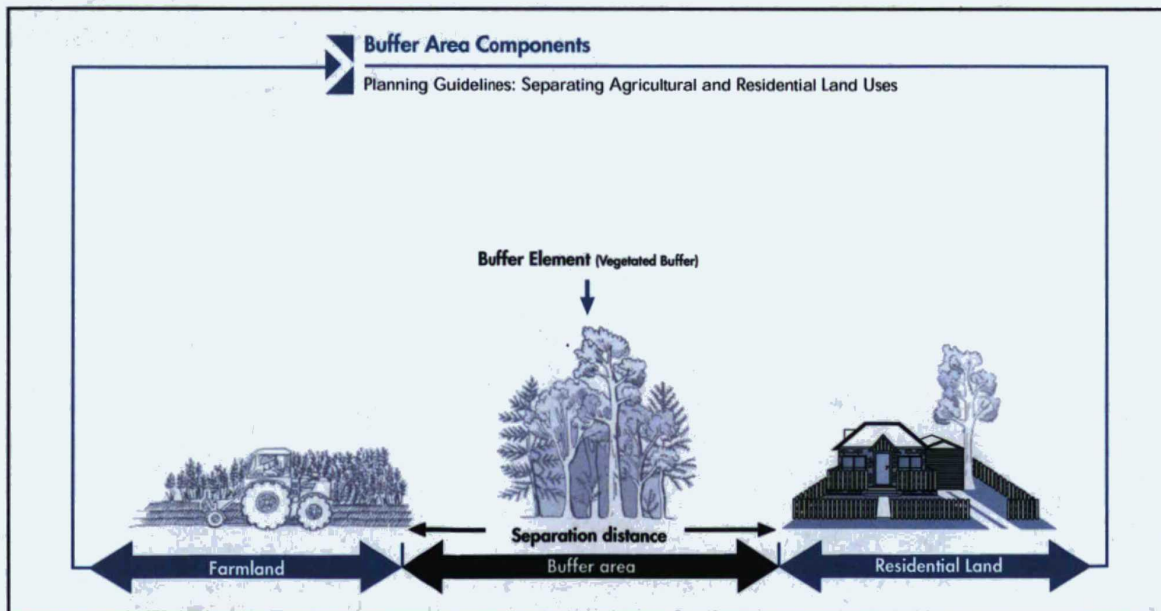 Buffer Area Components
Planning Guidelines: Separating Agricultural and Residential Land Uses
Buffer Element (Vegetated Buffer)
Separation distance
Farmland
Buffer area
Residential Land